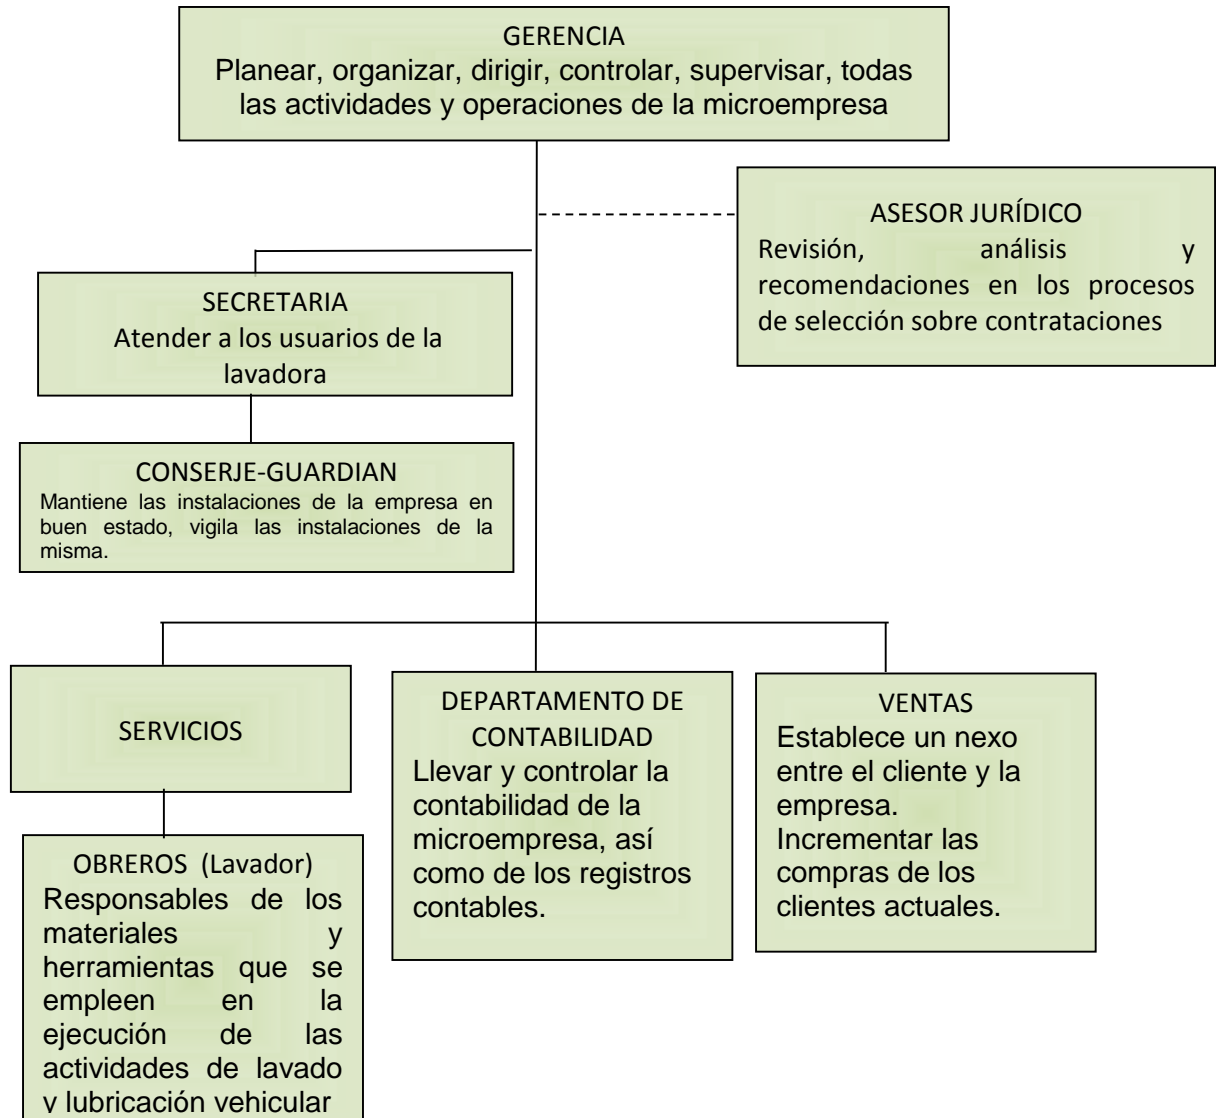 GERENCIA
Planear, organizar, dirigir, controlar, supervisar, todas
las actividades y operaciones de la microempresa
ASESOR JURÍDICO
Revisión, análisis y
recomendaciones en los procesos
de selección sobre contrataciones
SECRETARIA
Atender a los usuarios de la
lavadora
CONSERJE-GUARDIAN
Mantiene las instalaciones de la empresa en
buen estado, vigila las instalaciones de la
misma.
SERVICIOS
DEPARTAMENTO DE
CONTABILIDAD
Llevar y controlar la
contabilidad de la
microempresa, así
como de los registros
contables.
VENTAS
Establece un nexo
entre el cliente y la
empresa.
Incrementar las
compras de los
clientes actuales.
OBREROS (Lavador)
Responsables de los
materiales y
herramientas que se
empleen en la
ejecución de las
actividades de lavado
y lubricación vehicular